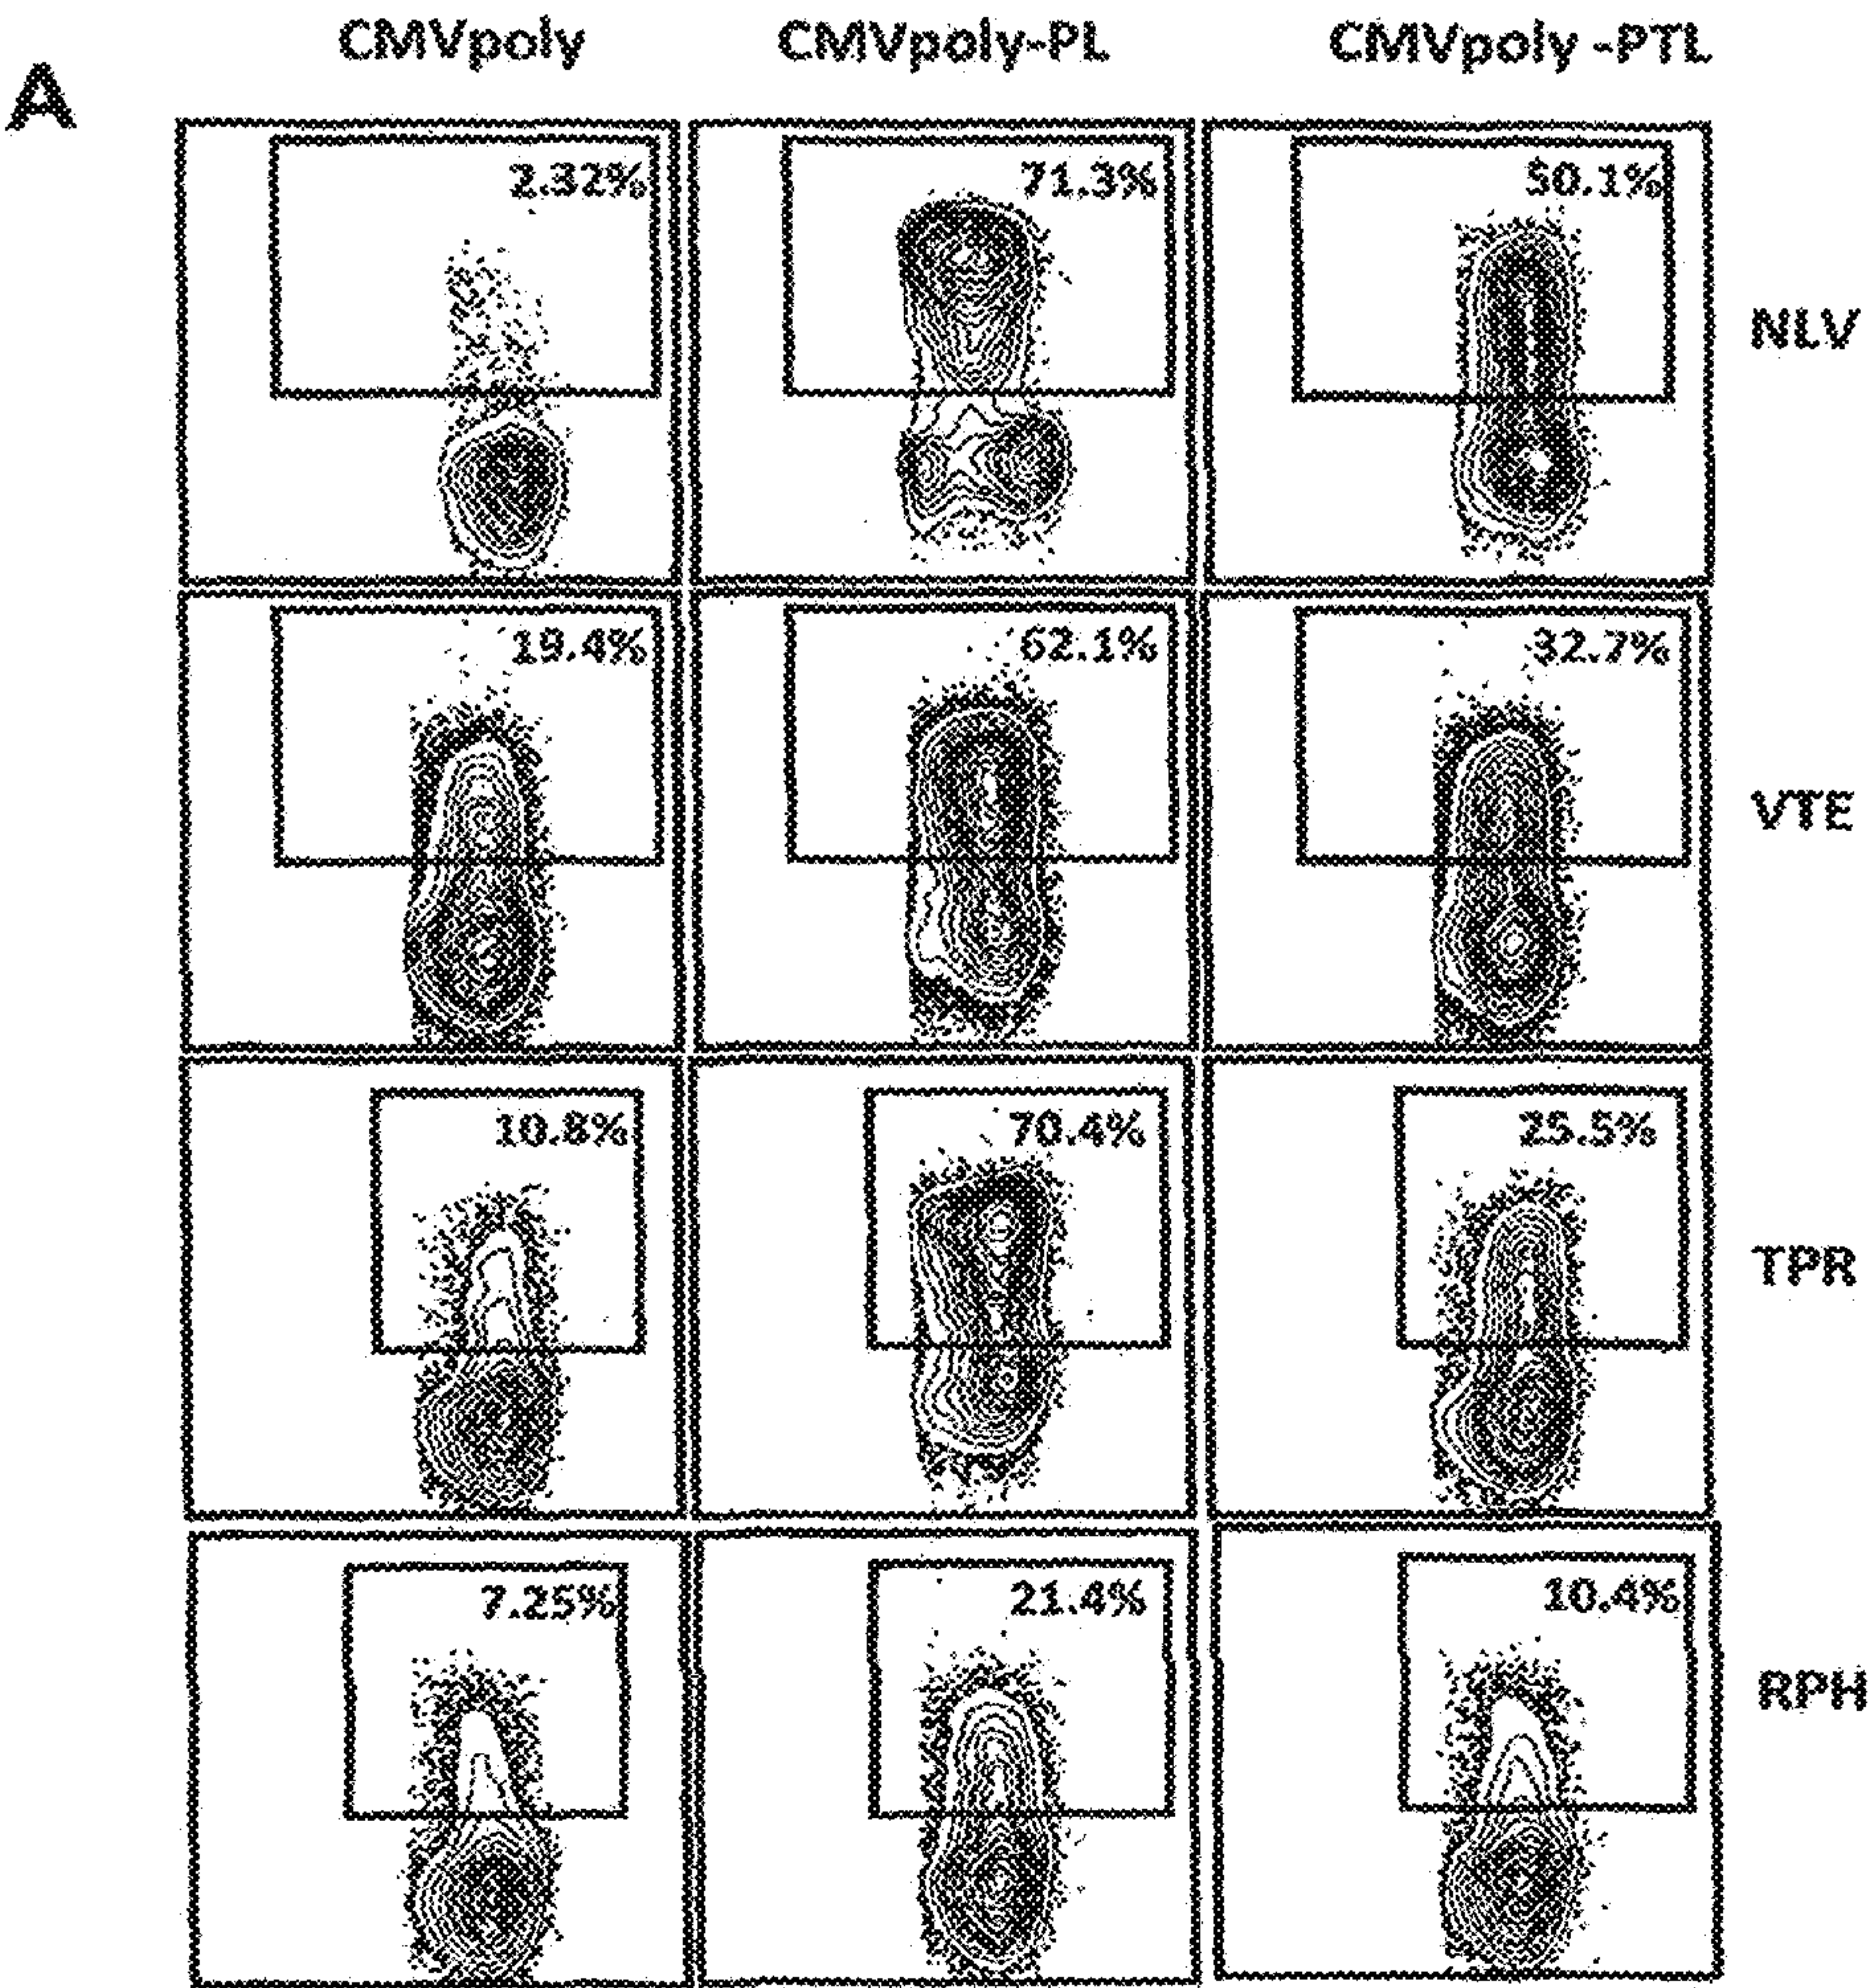 CMVpoly CMVpoly-PL CMVpoly -PTL
A
2.32% 71.3% 50.1%
NLV
19.4% 62.1% 32.7%
VTE
10.8% 70.4% 25.5%
TPR
7.25% 21.4% 10.4%
RPH